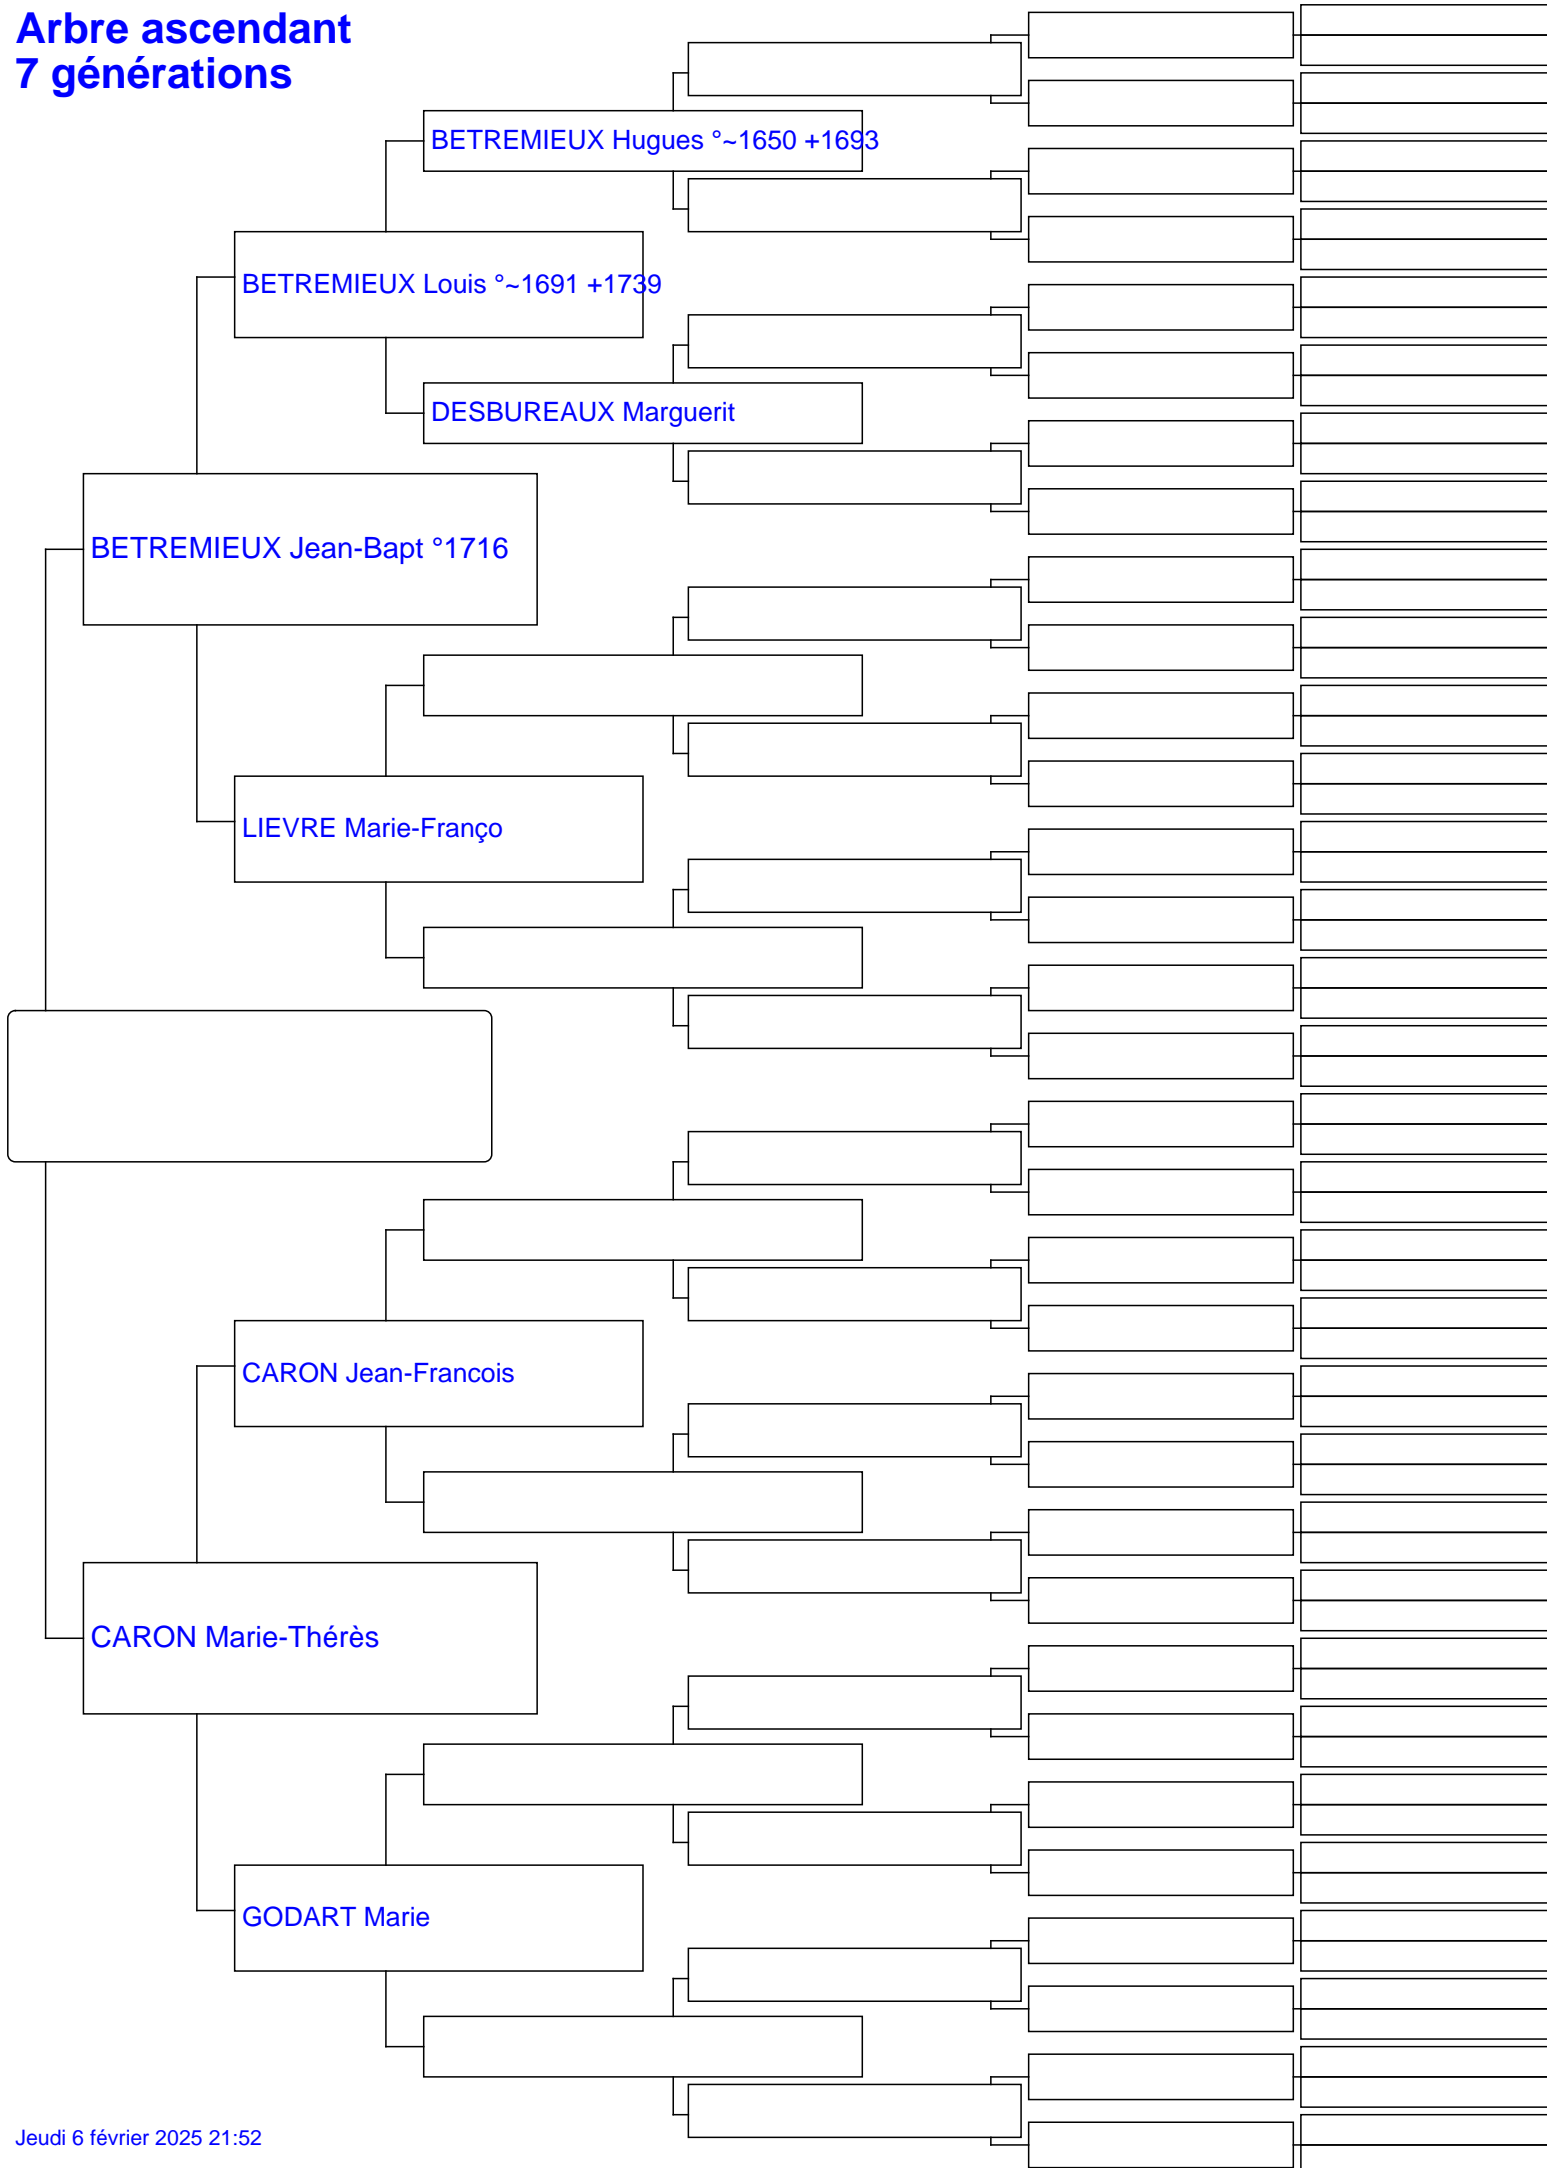 Arbre ascendant
7 générations
BETREMIEUX Hugues °~1650 +1693
BETREMIEUX Louis °~1691 +1739
DESBUREAUX Marguerit
BETREMIEUX Jean-Bapt °1716
LIEVRE Marie-Franço
CARON Jean-Francois
CARON Marie-Thérès
GODART Marie
Jeudi 6 février 2025 21:52